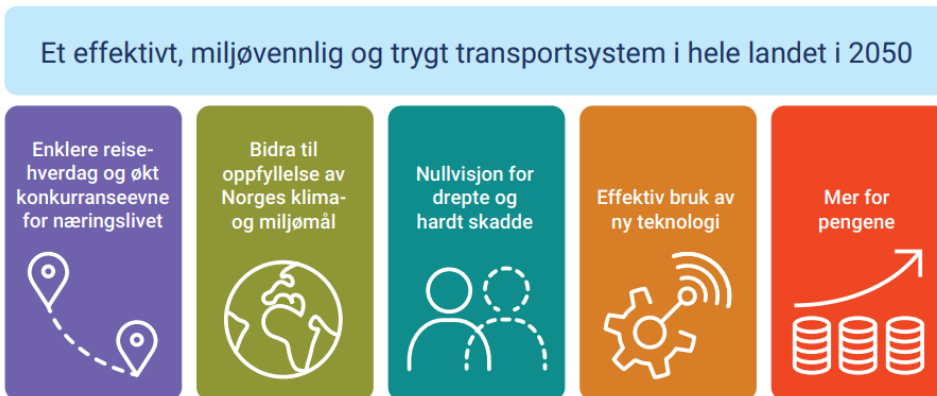 Et effektivt, miljøvennlig og trygt transportsystem i hele landet i 2050
Enklere reise-
hverdag og økt
konkurranseevne
for næringslivet
Bidra til
oppfyllelse av
Norges klima-
og miljømål
Nullvisjon for
drepte og
hardt skadde
Effektiv bruk av
ny teknologi
Mer for
pengene